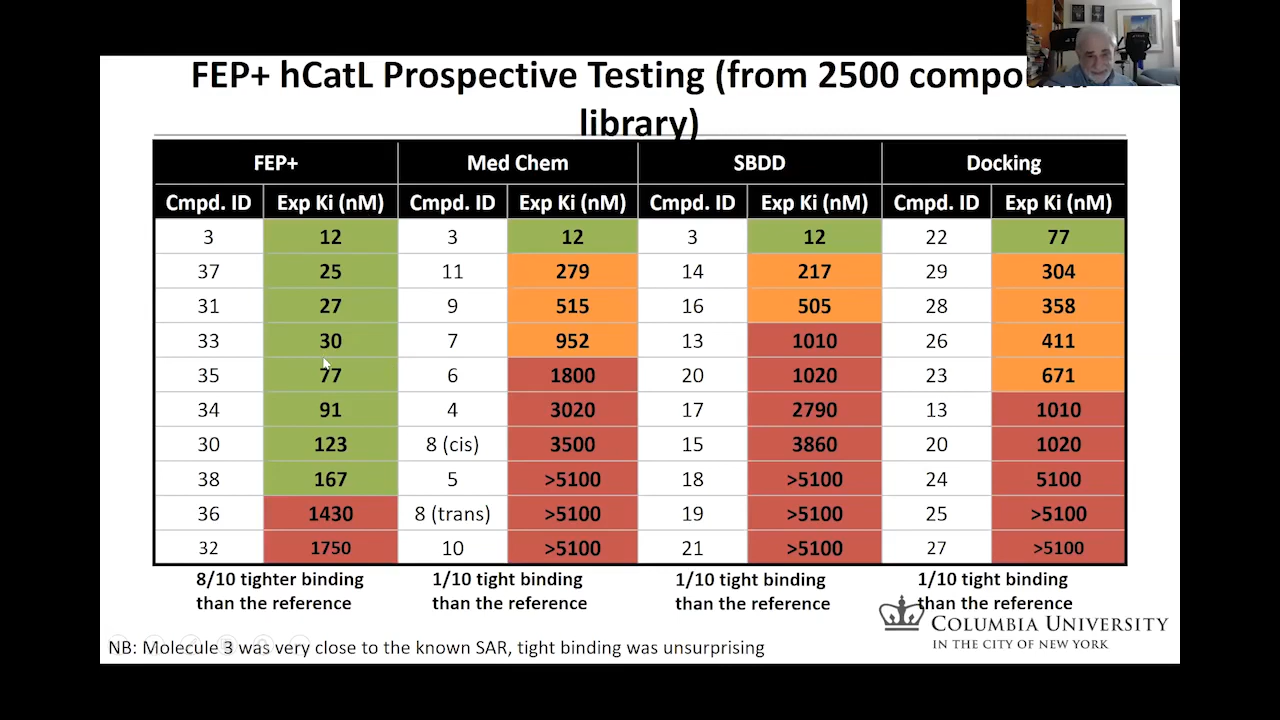 FEP+ hCatL Prospective Testing (from 2500 compound
library)
FEP+ Med Chem SBDD Docking
Cmpd. ID Exp Ki (nM) Cmpd. ID Exp Ki (nM) Cmpd. ID Exp Ki (nM) Cmpd. ID Exp Ki (nM)
3 12 3 12 3 12 22 77
37 25 11 279 14 217 29 304
31 27 9 515 16 505 28 358
33 30 7 952 13 1010 26 411
35 77 6 1800 20 1020 23 671
34 91 4 3020 17 2790 13 1010
30 123 8 (cis) 3500 15 3860 20 1020
38 167 5 >5100 18 >5100 24 5100
36 1430 8 (trans) >5100 19 >5100 25 >5100
32 1750 10 >5100 21 >5100 27 >5100
8/10 tighter binding 1/10 tight binding 1/10 tight binding 1/10 tight binding
than the reference than the reference than the reference than the reference
COLUMBIA UNIVERSITY
IN THE CITY OF NEW YORK
NB: Molecule 3 was very close to the known SAR, tight binding was unsurprising